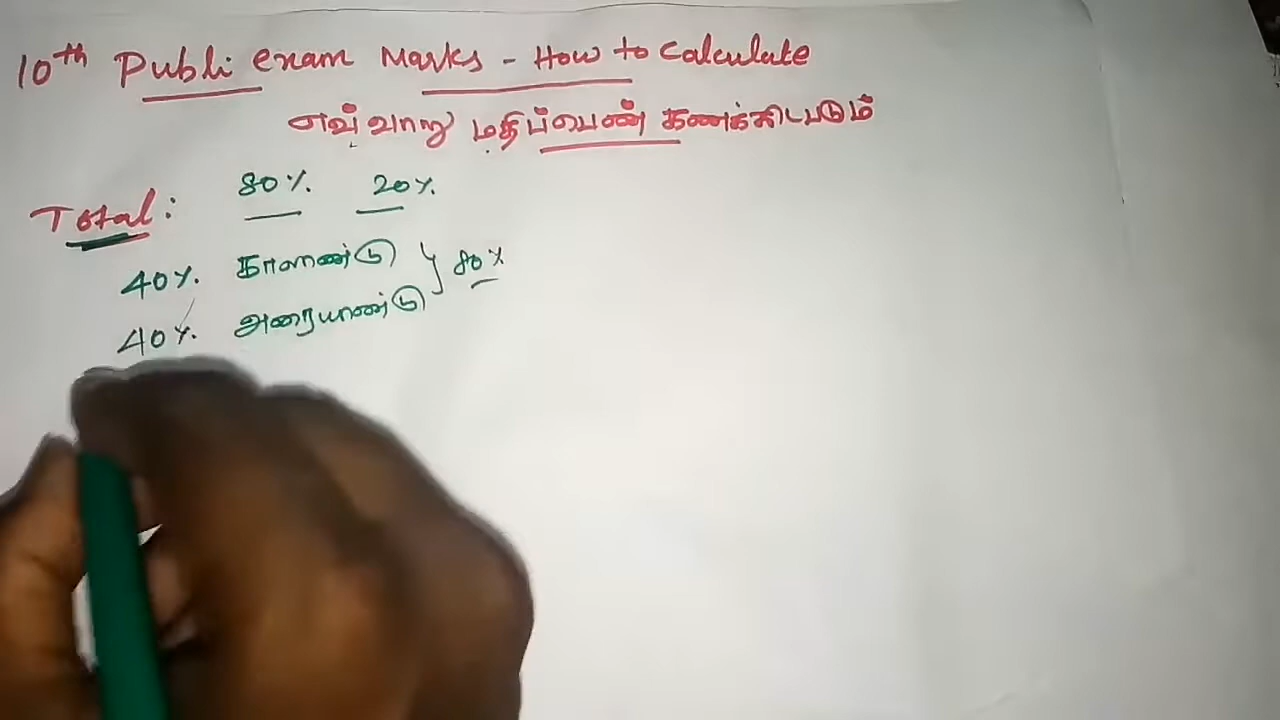 10th Publi exam Marks - How to Calculate
எவ்வாறு மதிப்பெண் கணக்கிடபடும்
Total: 80% 20%
40% காலாண்டு } 80%
40% அரையாண்டு